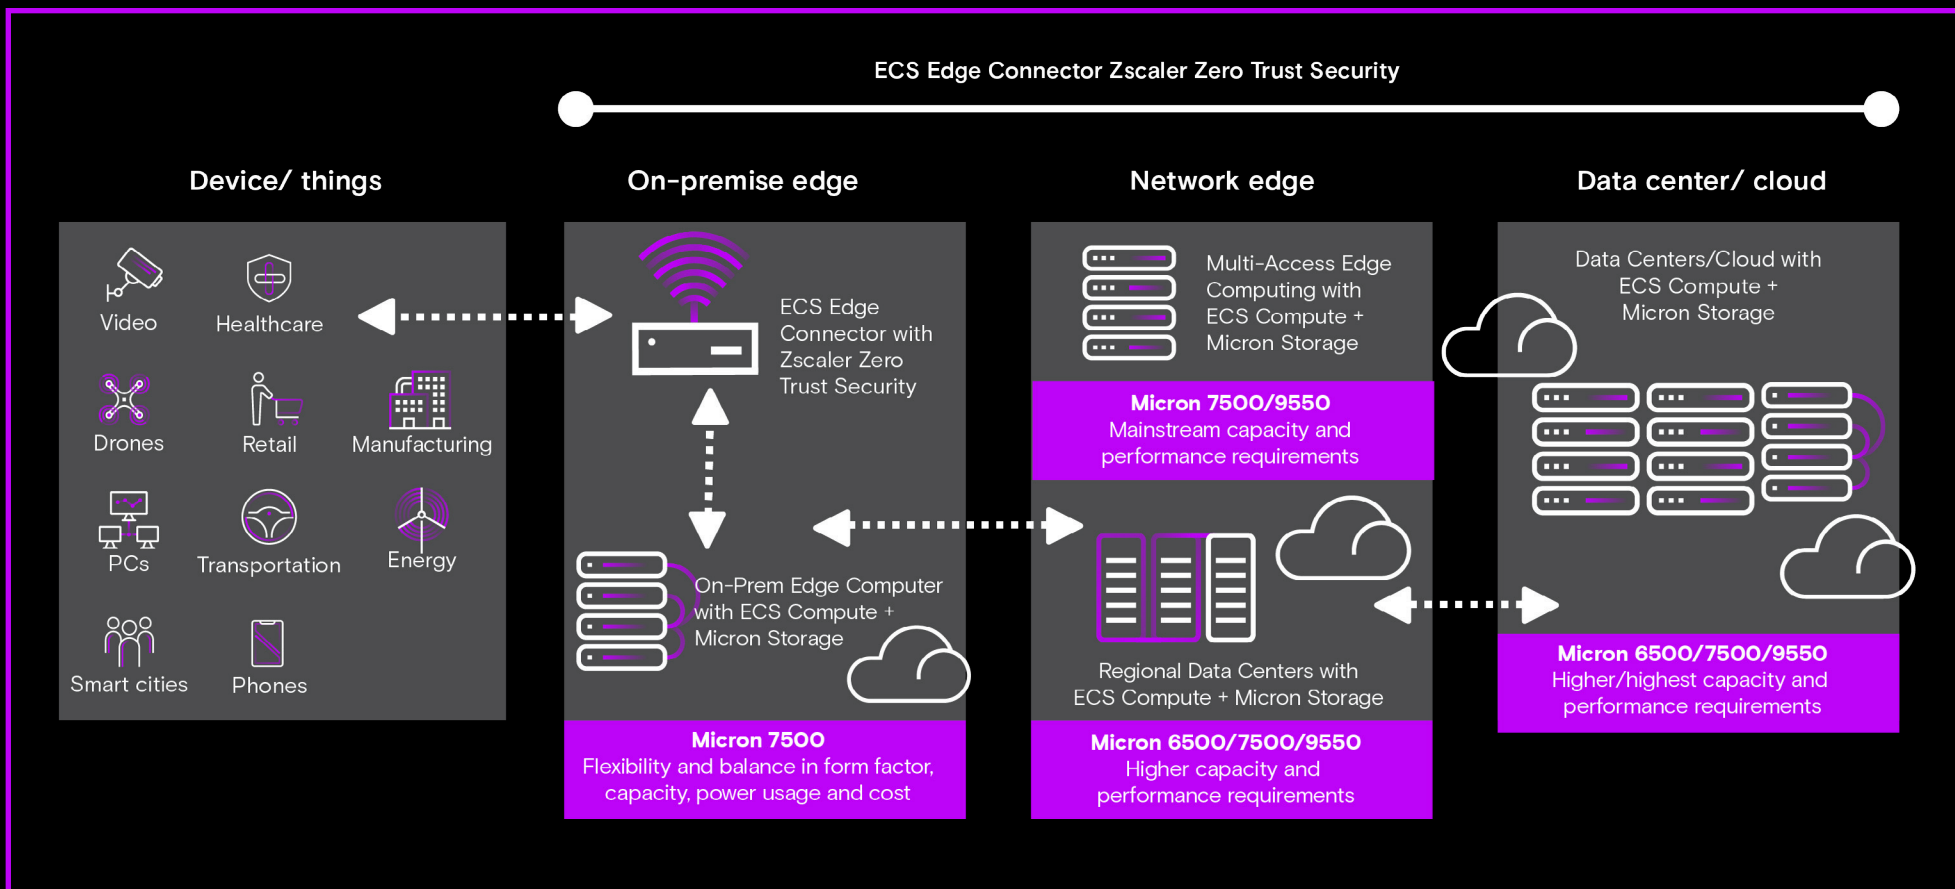 ECS Edge Connector Zscaler Zero Trust Security
Device/ things
Video
Healthcare
Drones
Retail
Manufacturing
PCs
Transportation
Energy
Smart cities
Phones
On-premise edge
ECS Edge
Connector with
Zscaler Zero
Trust Security
On-Prem Edge Computer
with ECS Compute +
Micron Storage
Micron 7500
Flexibility and balance in form factor,
capacity, power usage and cost
Network edge
Multi-Access Edge
Computing with
ECS Compute +
Micron Storage
Micron 7500/9550
Mainstream capacity and
performance requirements
Regional Data Centers with
ECS Compute + Micron Storage
Micron 6500/7500/9550
Higher capacity and
performance requirements
Data center/ cloud
Data Centers/Cloud with
ECS Compute +
Micron Storage
Micron 6500/7500/9550
Higher/highest capacity and
performance requirements